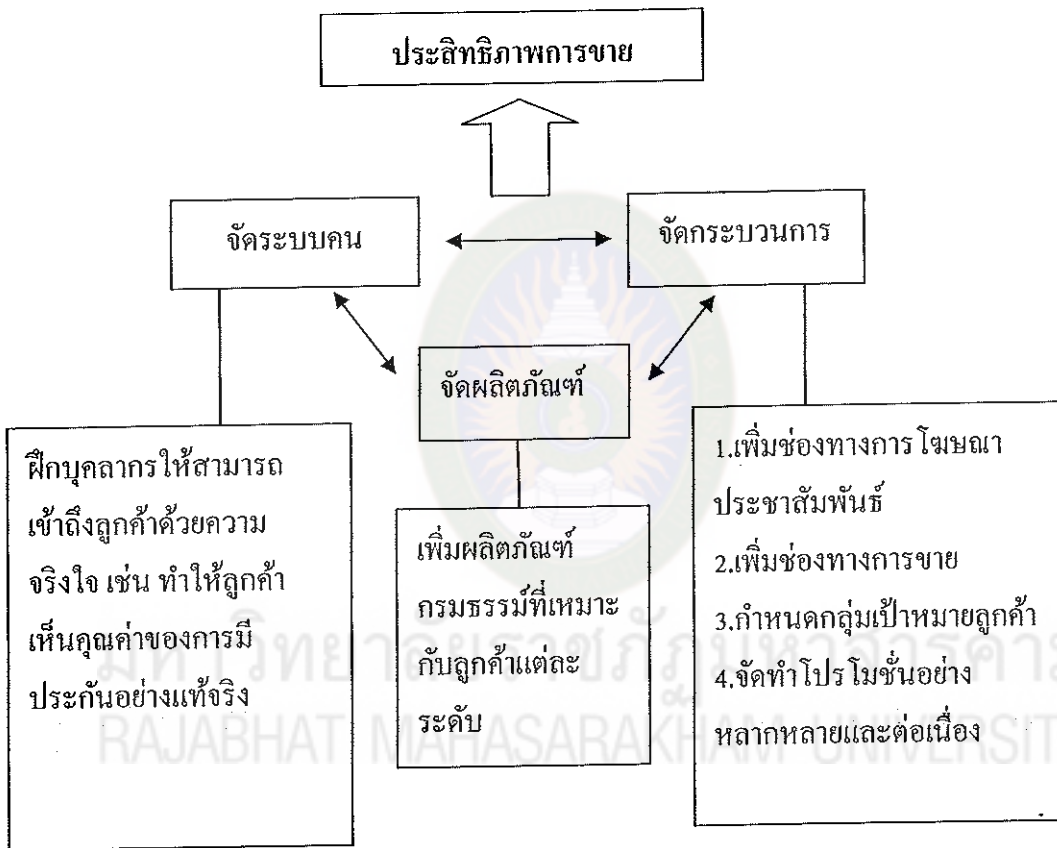 ประสิทธิภาพการขาย
จัดระบบคน
จัดกระบวนการ
จัดผลิตภัณฑ์
ฝึกบุคลากรให้สามารถ
เข้าถึงลูกค้าด้วยความ
จริงใจ เช่น ทำให้ลูกค้า
เห็นคุณค่าของการมี
ประกันอย่างแท้จริง
เพิ่มผลิตภัณฑ์
กรมธรรม์ที่เหมาะ
กับลูกค้าแต่ละ
ระดับ
1.เพิ่มช่องทางการโฆษณา
ประชาสัมพันธ์
2.เพิ่มช่องทางการขาย
3.กำหนดกลุ่มเป้าหมายลูกค้า
4.จัดทำโปรโมชั่นอย่าง
หลากหลายและต่อเนื่อง
มหาวิทยาลัยราชภัฏมหาสารคา
RAJABHAT MAHASARAKHAM UNIVERSIT